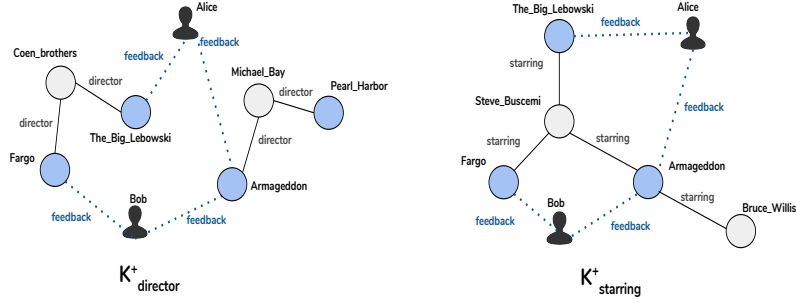 Alice
feedback
feedback
Coen_brothers
director
Michael_Bay
director
Pearl_Harbor
director
The_Big_Lebowski
director
Fargo
Armageddon
Bob
feedback
feedback
K+director
The_Big_Lebowski
Alice
feedback
starring
Steve_Buscemi
feedback
starring
starring
Fargo
Armageddon
Bob
starring
Bruce_Willis
feedback
feedback
K+starring